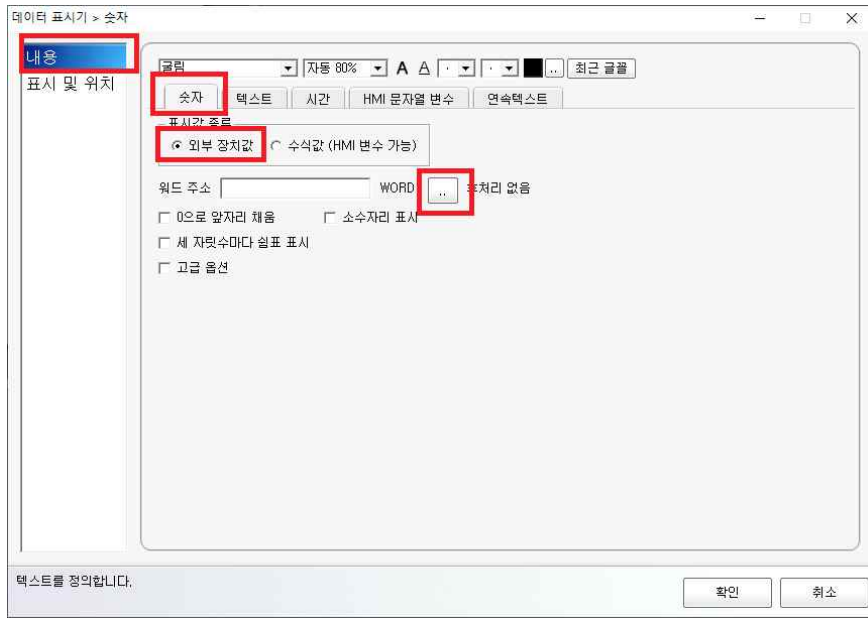 데이터 표시기 > 숫자
내용
표시 및 위치
굴림 자동 80% A A 최근 글꼴
숫자 텍스트 시간 HMI 문자열 변수 연속텍스트
표시값 종류
외부 장치값 수식값 (HMI 변수 가능)
워드 주소 WORD .. 후처리 없음
0으로 앞자리 채움 소수자리 표시
세 자릿수마다 쉼표 표시
고급 옵션
텍스트를 정의합니다.
확인 취소